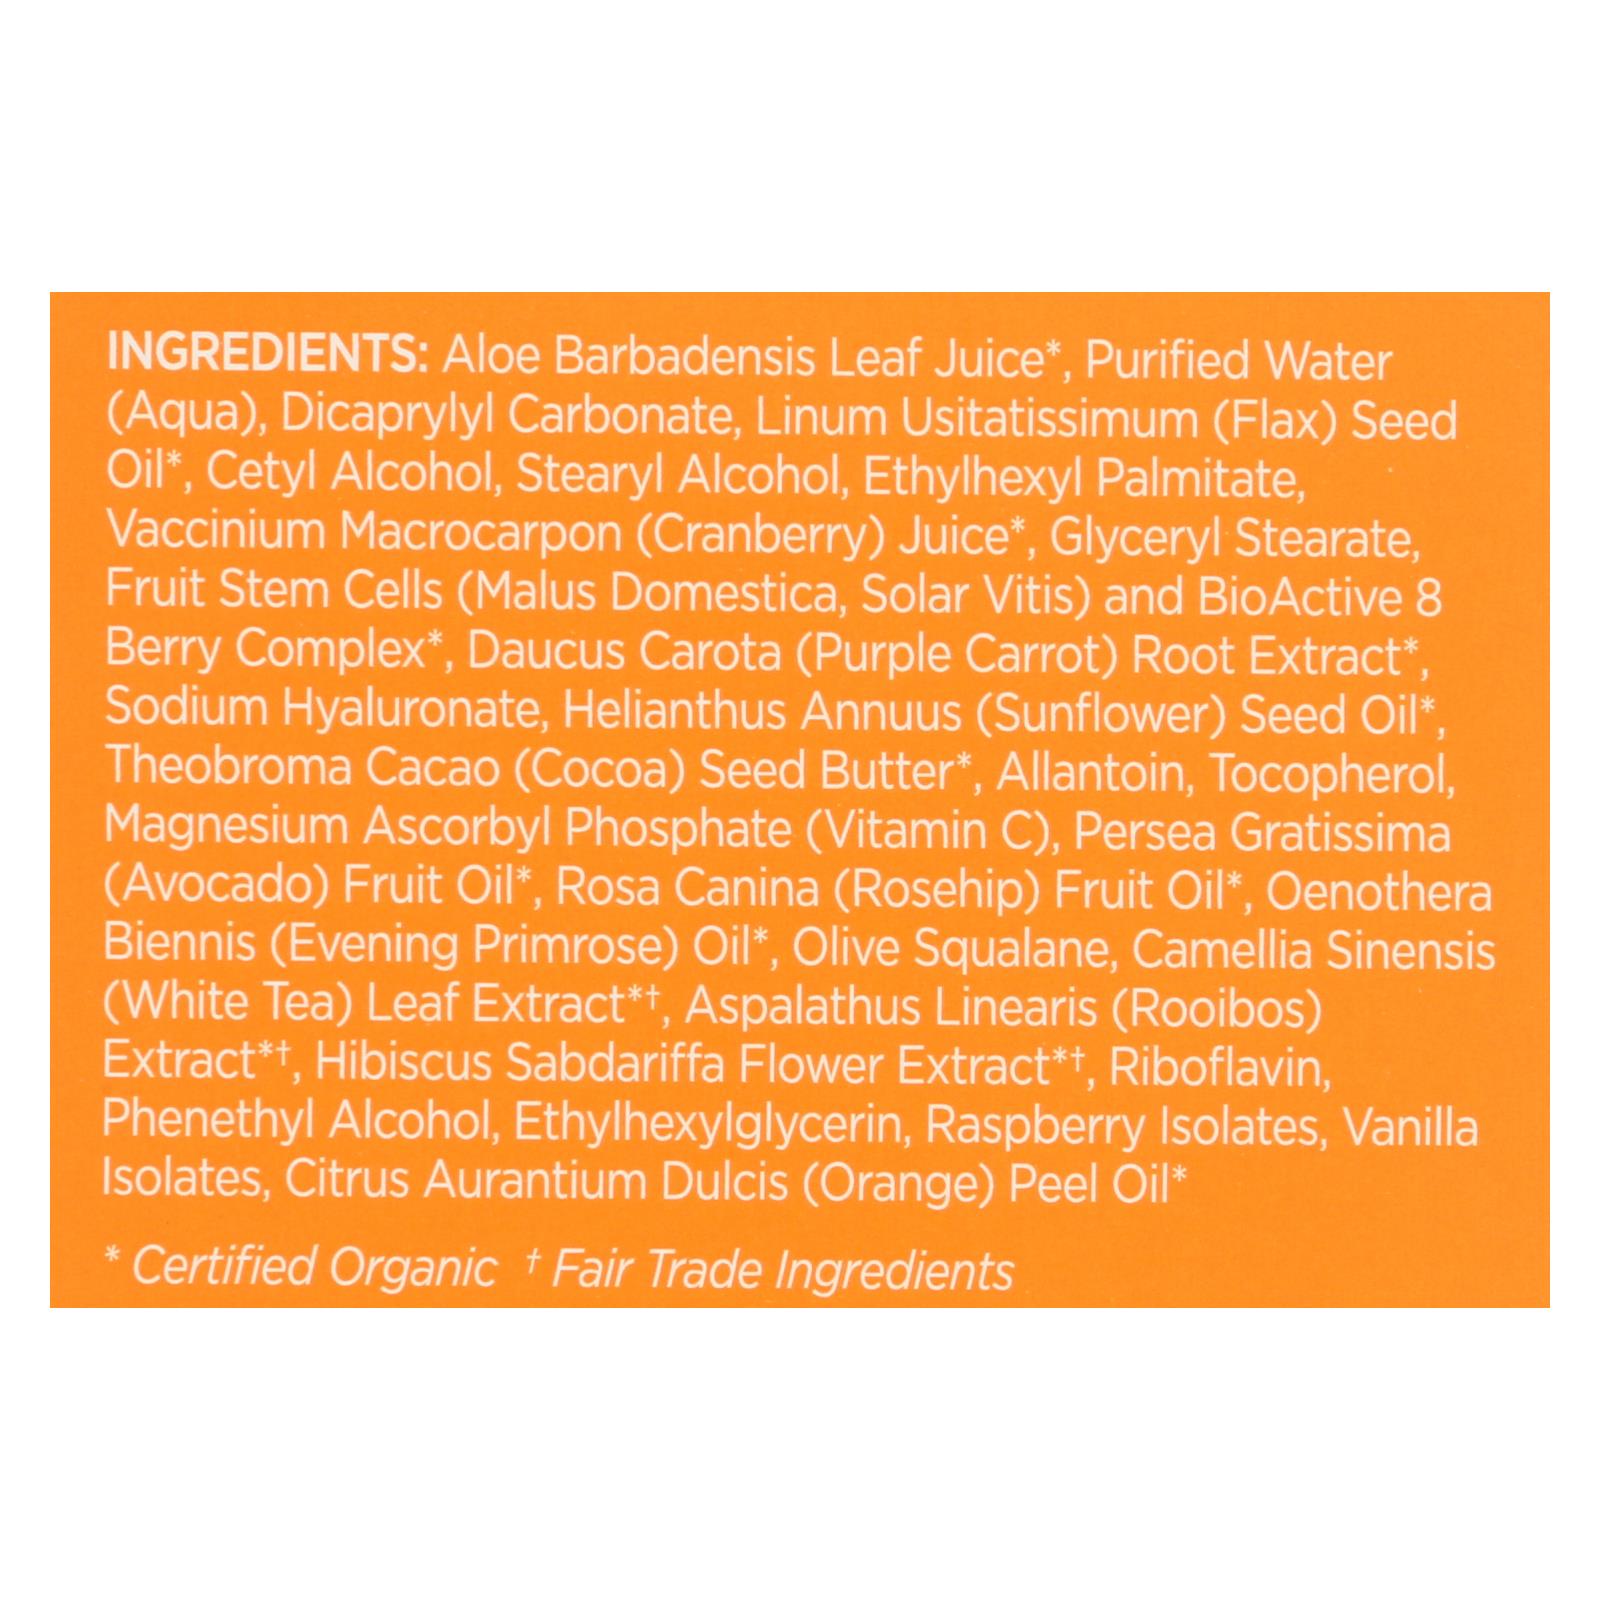 INGREDIENTS: Aloe Barbadensis Leaf Juice*, Purified Water
(Aqua), Dicaprylyl Carbonate, Linum Usitatissimum (Flax) Seed
Oil*, Cetyl Alcohol, Stearyl Alcohol, Ethylhexyl Palmitate,
Vaccinium Macrocarpon (Cranberry) Juice*, Glyceryl Stearate,
Fruit Stem Cells (Malus Domestica, Solar Vitis) and BioActive 8
Berry Complex*, Daucus Carota (Purple Carrot) Root Extract*,
Sodium Hyaluronate, Helianthus Annuus (Sunflower) Seed Oil*,
Theobroma Cacao (Cocoa) Seed Butter*, Allantoin, Tocopherol,
Magnesium Ascorbyl Phosphate (Vitamin C), Persea Gratissima
(Avocado) Fruit Oil*, Rosa Canina (Rosehip) Fruit Oil*, Oenothera
Biennis (Evening Primrose) Oil*, Olive Squalane, Camellia Sinensis
(White Tea) Leaf Extract*†, Aspalathus Linearis (Rooibos)
Extract*†, Hibiscus Sabdariffa Flower Extract*†, Riboflavin,
Phenethyl Alcohol, Ethylhexylglycerin, Raspberry Isolates, Vanilla
Isolates, Citrus Aurantium Dulcis (Orange) Peel Oil*
* Certified Organic † Fair Trade Ingredients